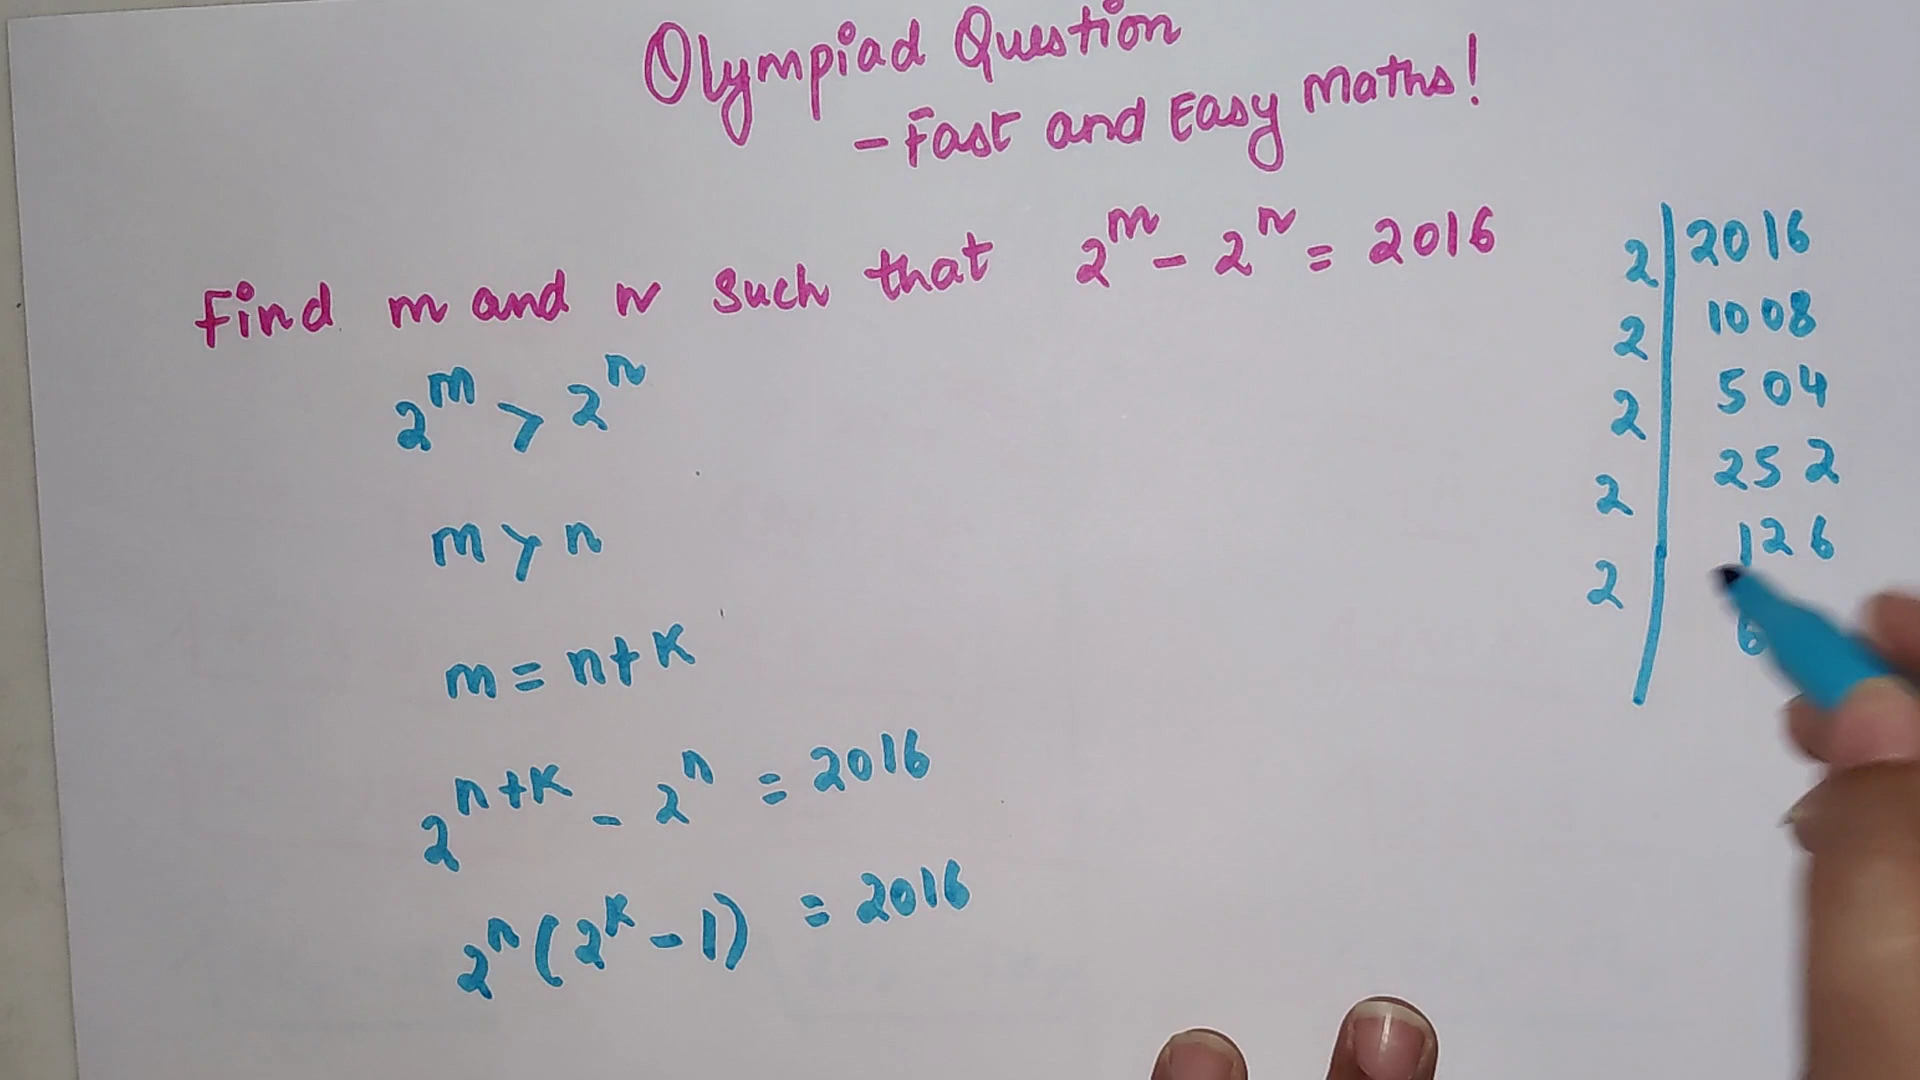 Olympiad Question
- Fast and Easy Maths!
Find m and n such that 2^m - 2^n = 2016
2^m > 2^n
m > n
m = n+k
2^(n+k) - 2^n = 2016
2^n (2^k - 1) = 2016
2 | 2016
2 | 1008
2 | 504
2 | 252
2 | 126
6